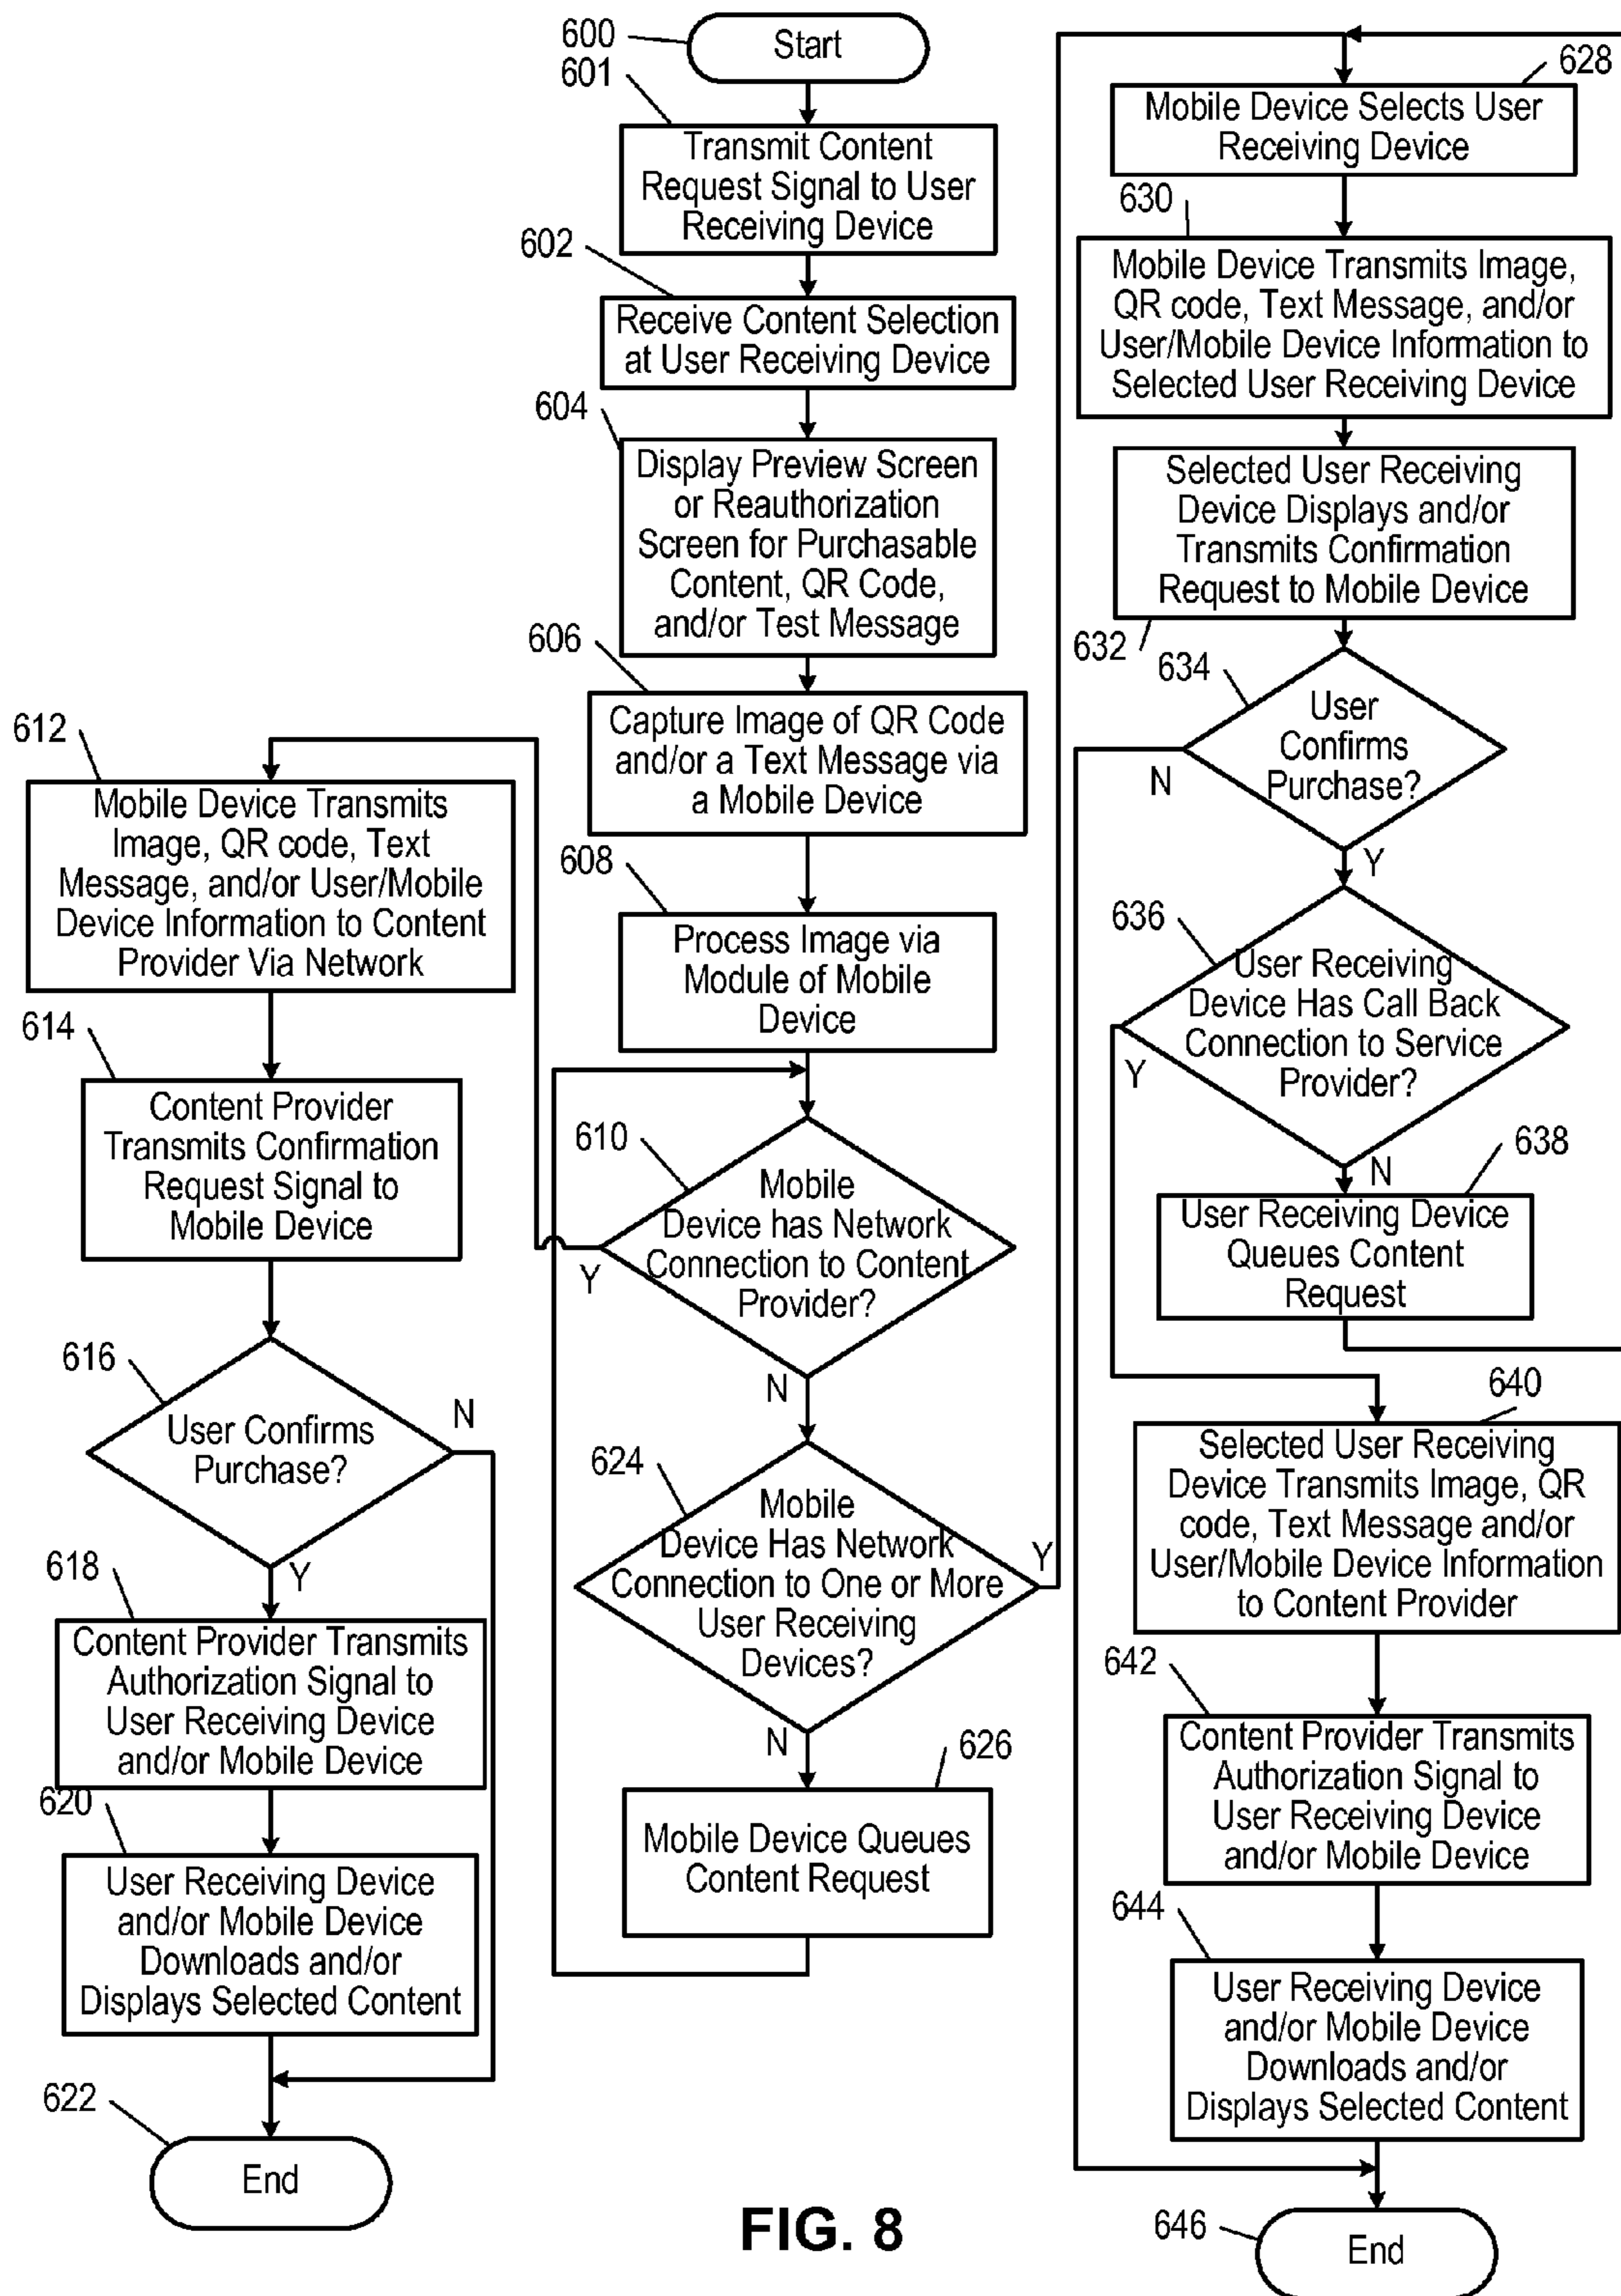 600
Start
601
Transmit Content
Request Signal to User
Receiving Device
602
Receive Content Selection
at User Receiving Device
604
Display Preview Screen
or Reauthorization
Screen for Purchasable
Content, QR Code,
and/or Test Message
606
Capture Image of QR Code
and/or a Text Message via
a Mobile Device
608
Process Image via
Module of Mobile
Device
610
Mobile
Device has Network
Connection to Content
Provider?
Y
N
612
Mobile Device Transmits
Image, QR code, Text
Message, and/or User/Mobile
Device Information to Content
Provider Via Network
614
Content Provider
Transmits Confirmation
Request Signal to
Mobile Device
616
User Confirms
Purchase?
N
Y
618
Content Provider Transmits
Authorization Signal to
User Receiving Device
and/or Mobile Device
620
User Receiving Device
and/or Mobile Device
Downloads and/or
Displays Selected Content
622
End
624
Mobile
Device Has Network
Connection to One or More
User Receiving
Devices?
Y
N
626
Mobile Device Queues
Content Request
628
Mobile Device Selects User
Receiving Device
630
Mobile Device Transmits Image,
QR code, Text Message, and/or
User/Mobile Device Information to
Selected User Receiving Device
632
Selected User Receiving
Device Displays and/or
Transmits Confirmation
Request to Mobile Device
634
User
Confirms
Purchase?
N
Y
636
User Receiving
Device Has Call Back
Connection to Service
Provider?
Y
N
638
User Receiving Device
Queues Content
Request
640
Selected User Receiving
Device Transmits Image, QR
code, Text Message and/or
User/Mobile Device Information
to Content Provider
642
Content Provider Transmits
Authorization Signal to
User Receiving Device
and/or Mobile Device
644
User Receiving Device
and/or Mobile Device
Downloads and/or
Displays Selected Content
646
End
FIG. 8